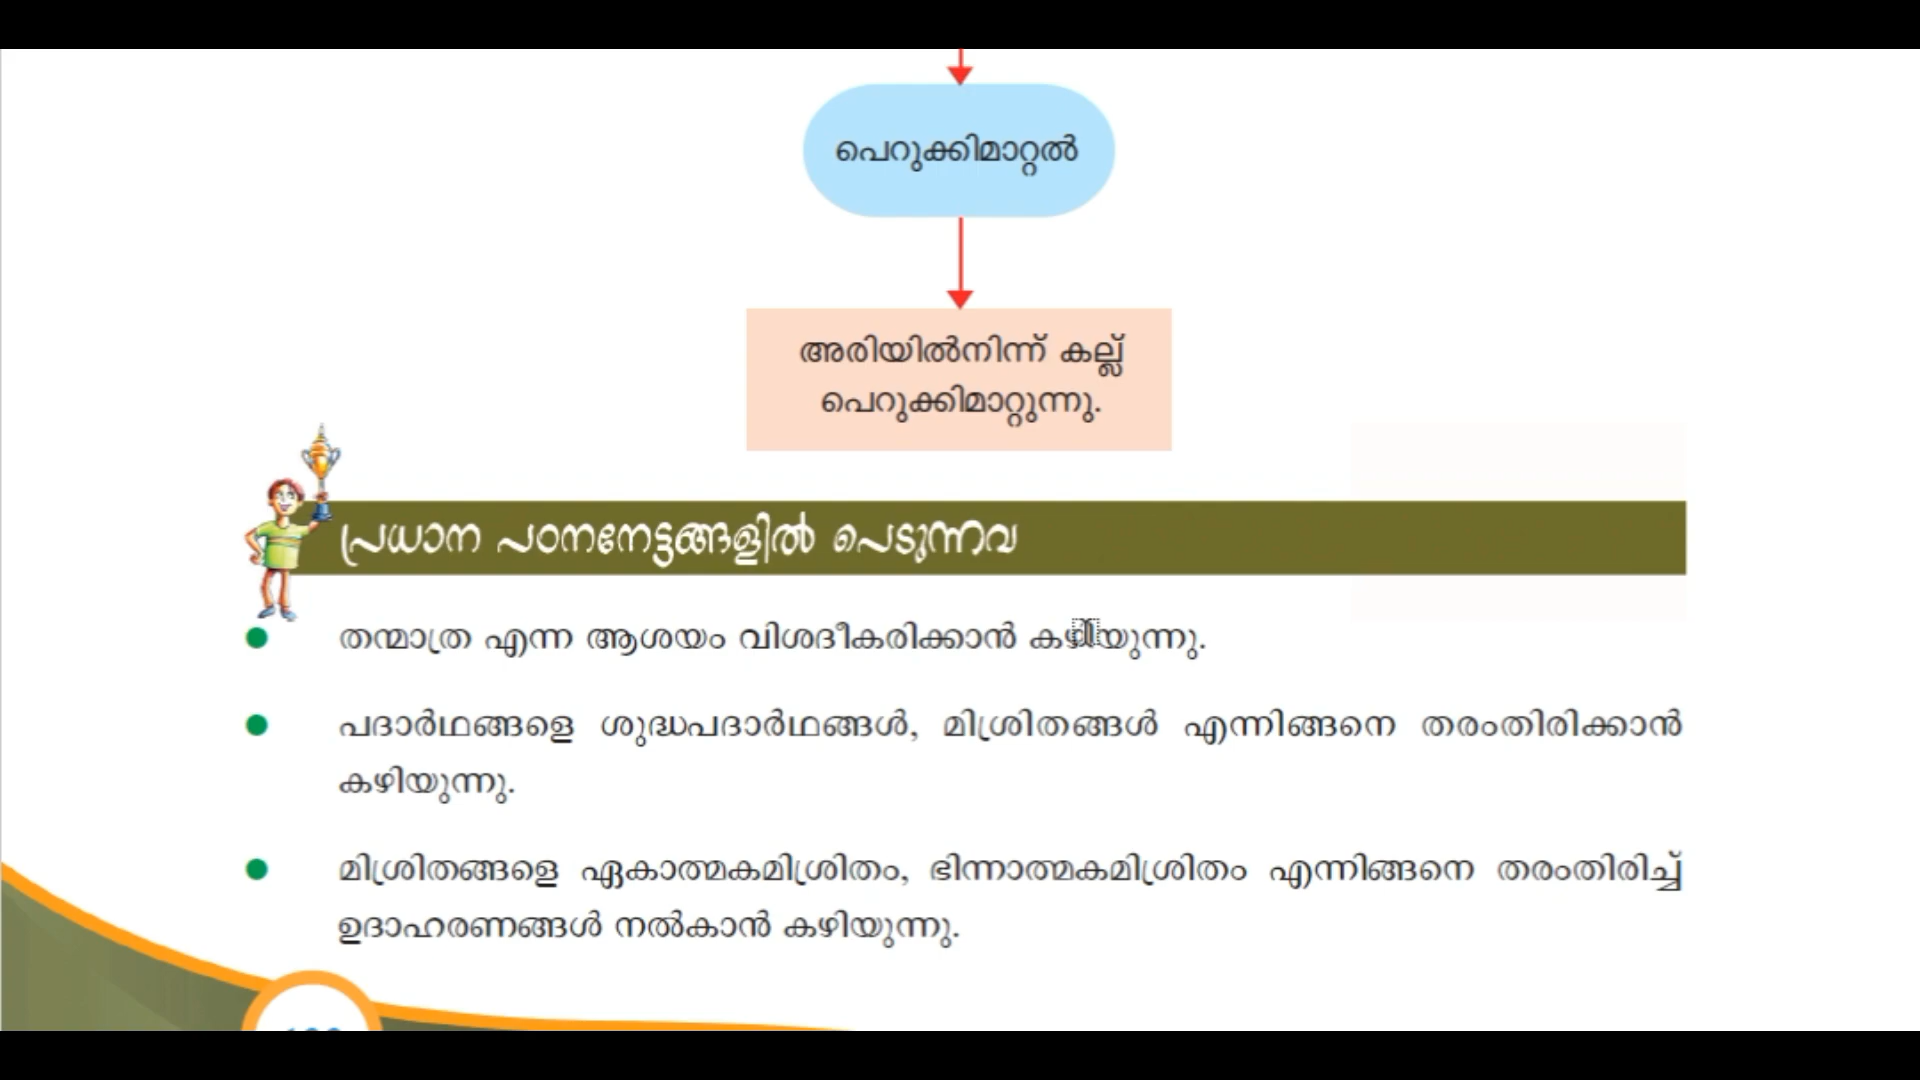 പെറുക്കിമാറ്റൽ
അരിയിൽനിന്ന് കല്ല്
പെറുക്കിമാറ്റുന്നു.
പ്രധാന പഠനനേട്ടങ്ങളിൽ പെടുന്നവ
തന്മാത്ര എന്ന ആശയം വിശദീകരിക്കാൻ കഴിയുന്നു.
പദാർഥങ്ങളെ ശുദ്ധപദാർഥങ്ങൾ, മിശ്രിതങ്ങൾ എന്നിങ്ങനെ തരംതിരിക്കാൻ
കഴിയുന്നു.
മിശ്രിതങ്ങളെ ഏകാത്മകമിശ്രിതം, ഭിന്നാത്മകമിശ്രിതം എന്നിങ്ങനെ തരംതിരിച്ച്
ഉദാഹരണങ്ങൾ നൽകാൻ കഴിയുന്നു.